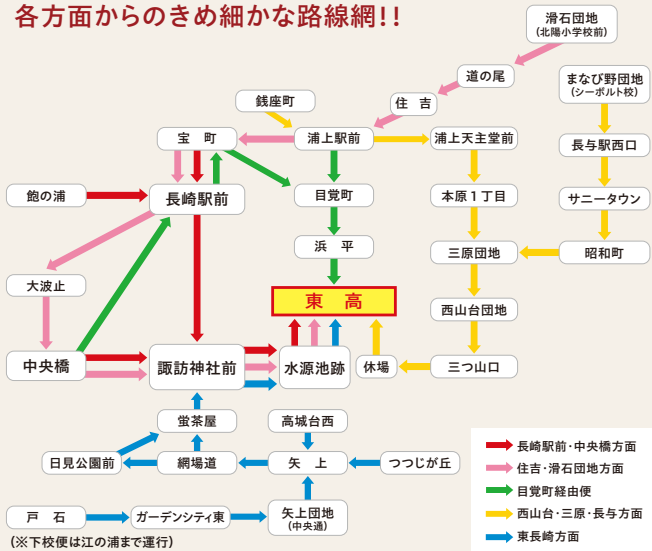 各方面からのきめ細かな路線網!!
滑石団地
(北陽小学校前)
道の尾
まなび野団地
(シーボルト校)
銭座町
住 吉
宝 町
浦上駅前
浦上天主堂前
長与駅西口
飽の浦
長崎駅前
目覚町
本原1丁目
サニータウン
浜 平
三原団地
昭和町
大波止
東 高
西山台団地
中央橋
諏訪神社前
水源池跡
休場
三つ山口
蛍茶屋
高城台西
日見公園前
網場道
矢 上
つつじが丘
戸 石
ガーデンシティ東
矢上団地
(中央通)
(※下校便は江の浦まで運行)
長崎駅前・中央橋方面
住吉・滑石団地方面
目覚町経由便
西山台・三原・長与方面
東長崎方面